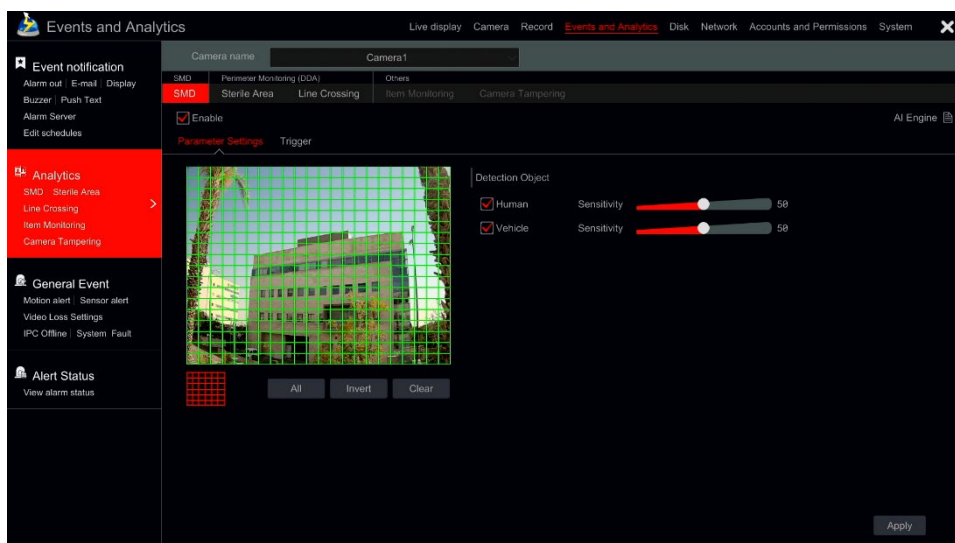 Events and Analytics
Live display Camera Record Events and Analytics Disk Network Accounts and Permissions System
Event notification
Alarm out E-mail Display
Buzzer Push Text
Alarm Server
Edit schedules
Analytics
SMD Sterile Area
Line Crossing
Item Monitoring
Camera Tampering
General Event
Motion alert Sensor alert
Video Loss Settings
IPC Offline System Fault
Alert Status
View alarm status
Camera name Camera1
SMD Perimeter Monitoring (DDA) Others
SMD Sterile Area Line Crossing Item Monitoring Camera Tampering
Enable AI Engine
Parameter Settings Trigger
Detection Object
Human Sensitivity 50
Vehicle Sensitivity 50
All Invert Clear
Apply